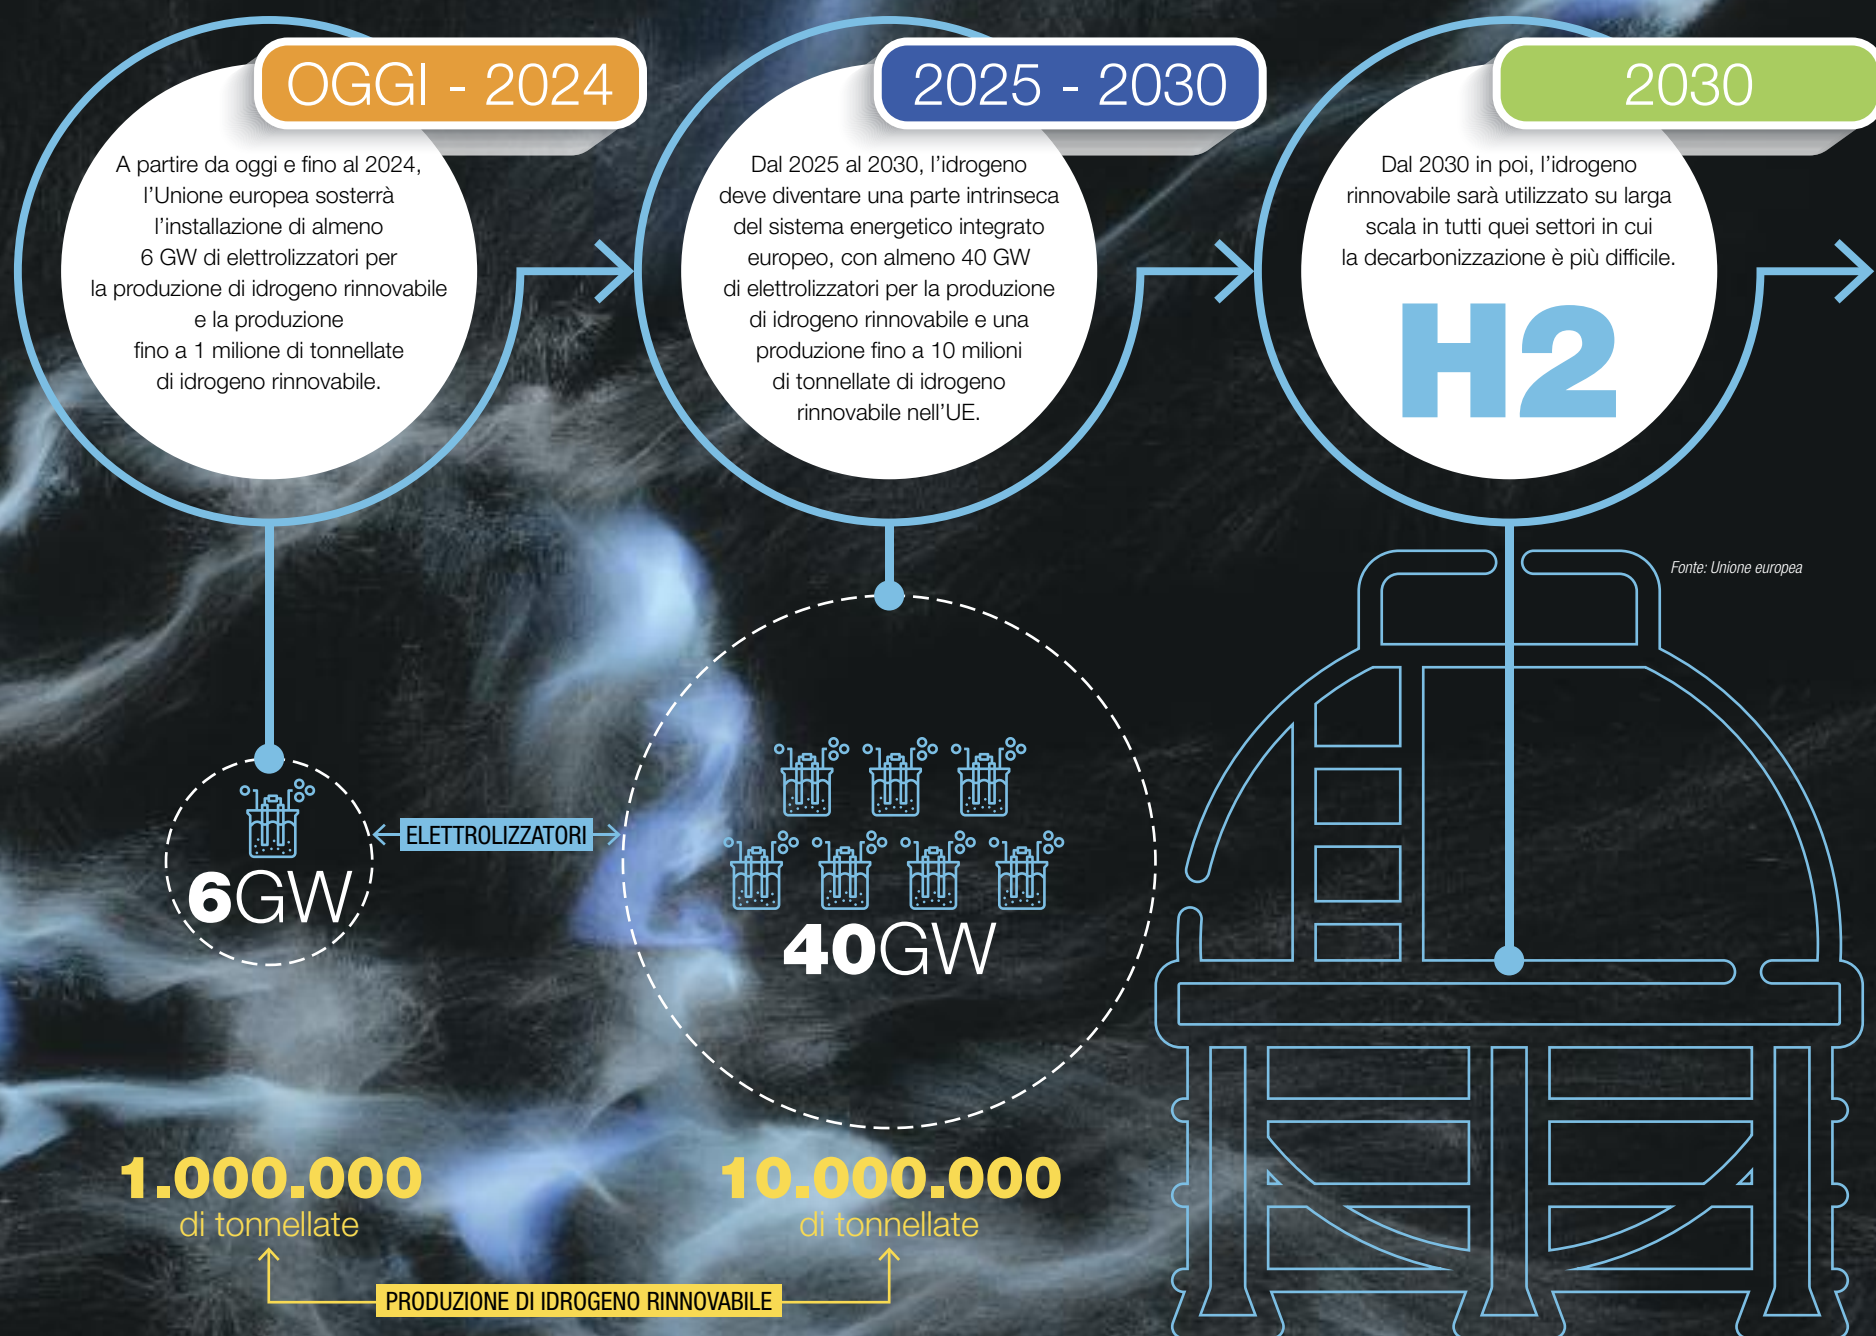 OGGI - 2024
A partire da oggi e fino al 2024,
l’Unione europea sosterrà
l’installazione di almeno
6 GW di elettrolizzatori per
la produzione di idrogeno rinnovabile
e la produzione
fino a 1 milione di tonnellate
di idrogeno rinnovabile.
2025 - 2030
Dal 2025 al 2030, l’idrogeno
deve diventare una parte intrinseca
del sistema energetico integrato
europeo, con almeno 40 GW
di elettrolizzatori per la produzione
di idrogeno rinnovabile e una
produzione fino a 10 milioni
di tonnellate di idrogeno
rinnovabile nell’UE.
2030
Dal 2030 in poi, l’idrogeno
rinnovabile sarà utilizzato su larga
scala in tutti quei settori in cui
la decarbonizzazione è più difficile.
H2
Fonte: Unione europea
6GW
ELETTROLIZZATORI
40GW
1.000.000
di tonnellate
10.000.000
di tonnellate
PRODUZIONE DI IDROGENO RINNOVABILE